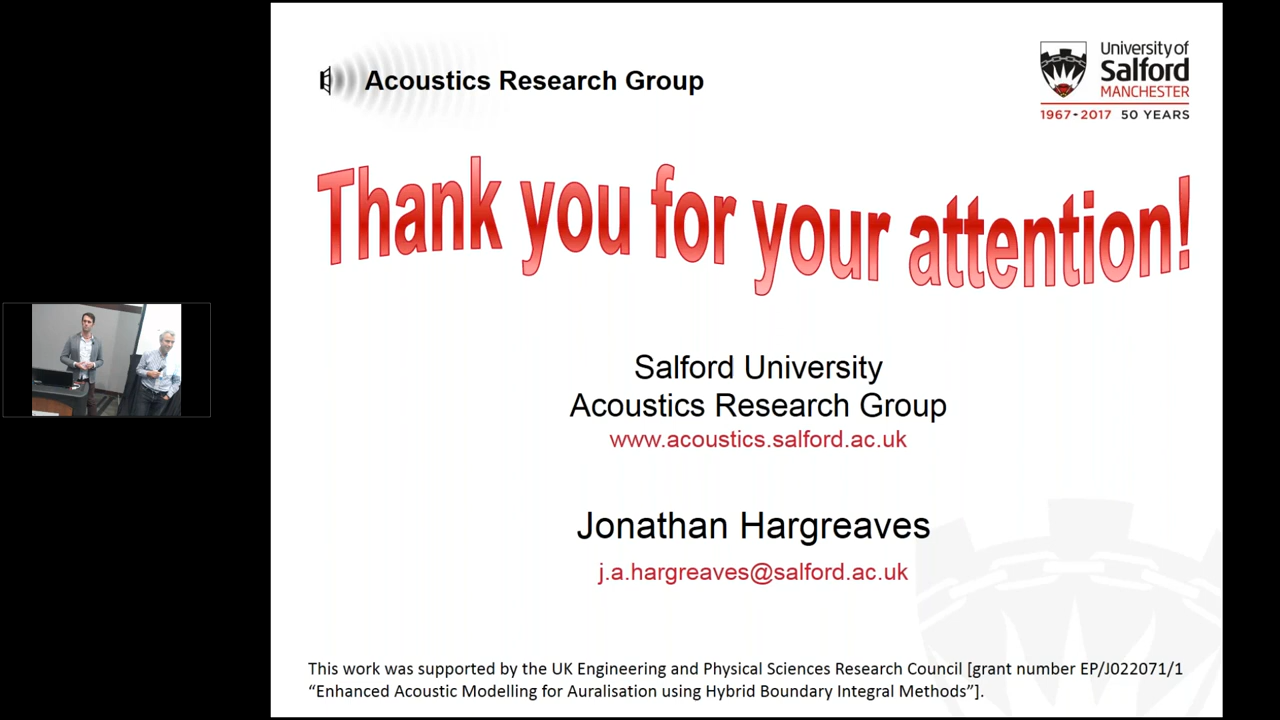 Acoustics Research Group
University of
Salford
MANCHESTER
1967-2017 50 YEARS
Thank you for your attention!
Salford University
Acoustics Research Group
www.acoustics.salford.ac.uk
Jonathan Hargreaves
j.a.hargreaves@salford.ac.uk
This work was supported by the UK Engineering and Physical Sciences Research Council [grant number EP/J022071/1
“Enhanced Acoustic Modelling for Auralisation using Hybrid Boundary Integral Methods”].